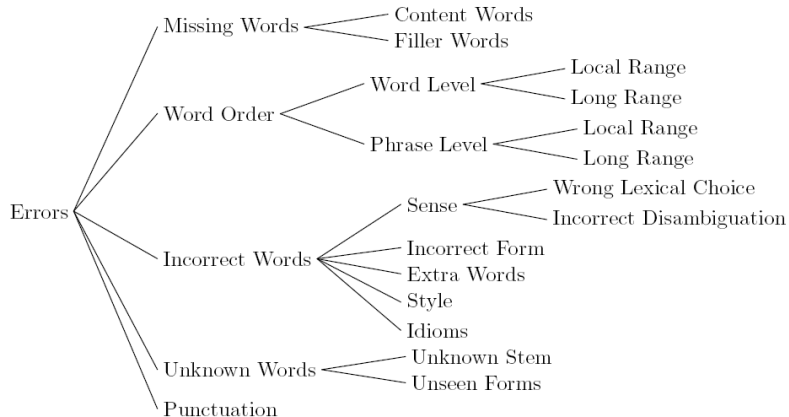 Errors
Missing Words
Content Words
Filler Words
Word Order
Word Level
Local Range
Long Range
Phrase Level
Local Range
Long Range
Incorrect Words
Sense
Wrong Lexical Choice
Incorrect Disambiguation
Incorrect Form
Extra Words
Style
Idioms
Unknown Words
Unknown Stem
Unseen Forms
Punctuation